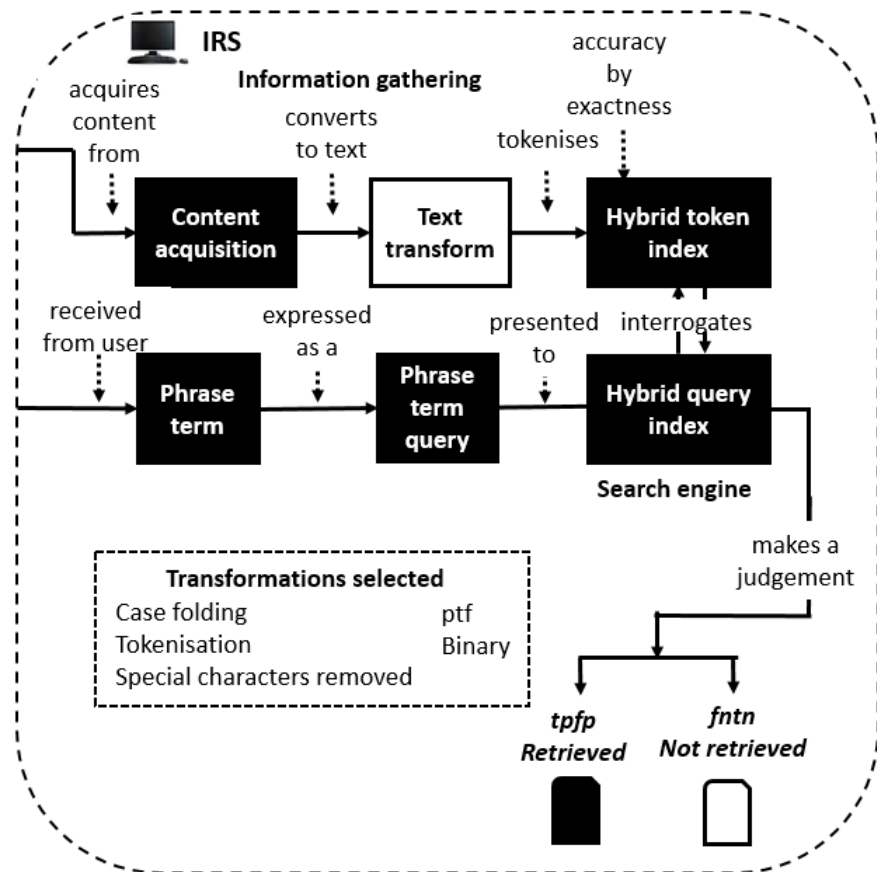 IRS
Information gathering
acquires
content
from
converts
to text
tokenises
accuracy
by
exactness
Content
acquisition
Text
transform
Hybrid token
index
received
from user
expressed
as a
presented
to
interrogates
Phrase
term
Phrase
term
query
Hybrid query
index
Search engine
makes a
judgement
Transformations selected
Case folding
ptf
Tokenisation
Binary
Special characters removed
tpfp
Retrieved
fntn
Not retrieved